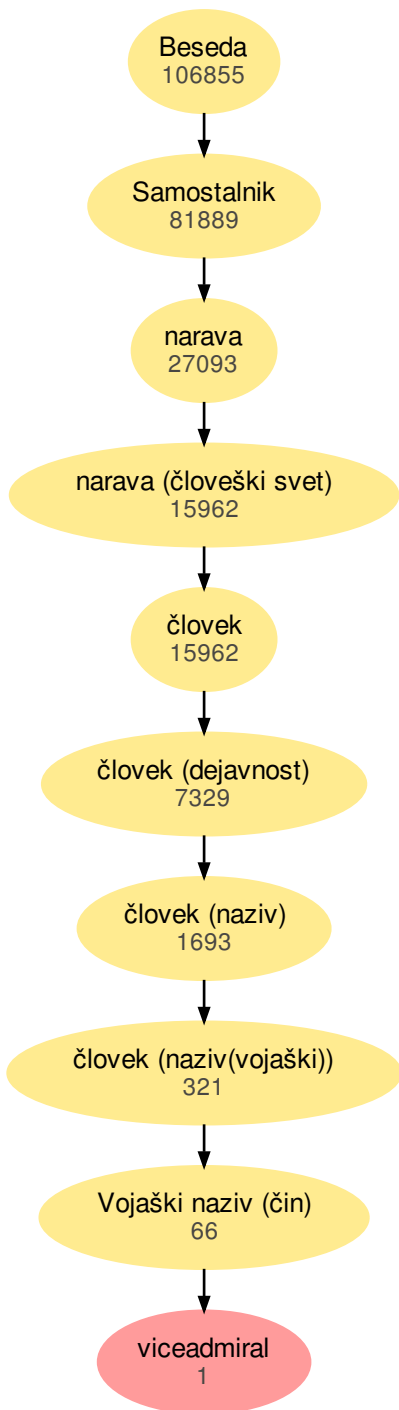 Beseda
106855
Samostalnik
81889
narava
27093
narava (človeški svet)
15962
človek
15962
človek (dejavnost)
7329
človek (naziv)
1693
človek (naziv(vojaški))
321
Vojaški naziv (čin)
66
viceadmiral
1